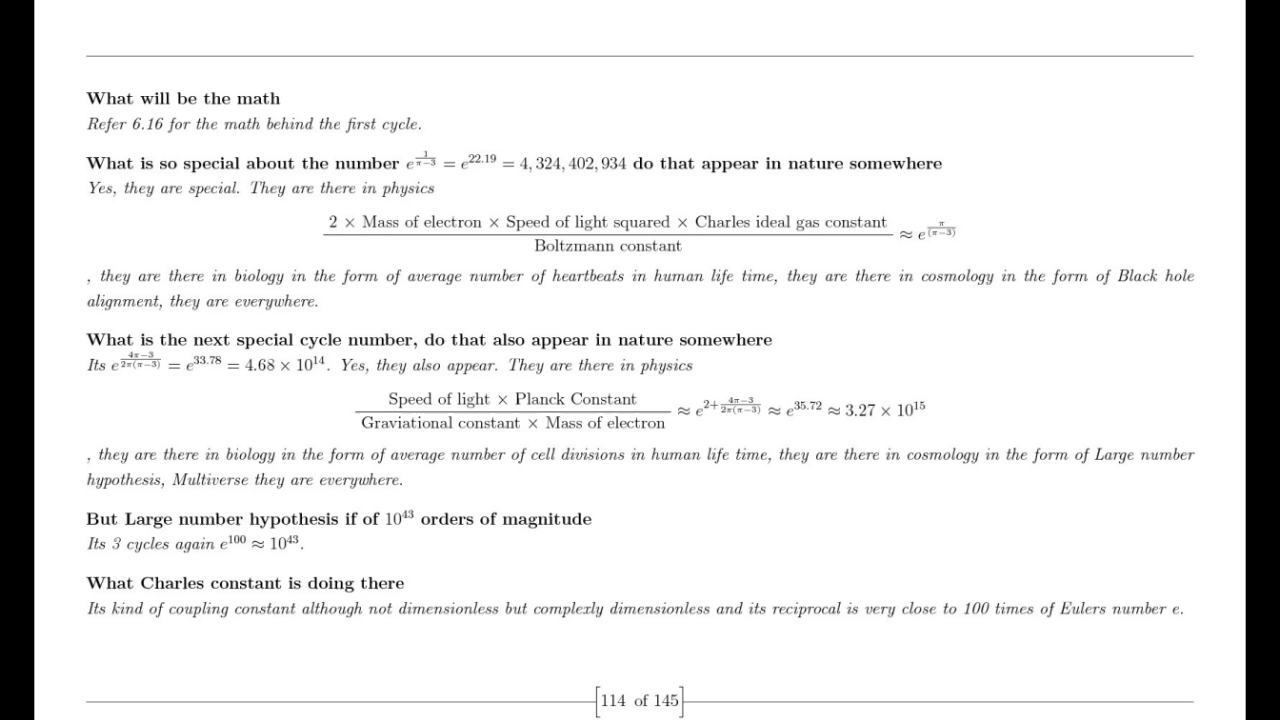 What will be the math
Refer 6.16 for the math behind the first cycle.
What is so special about the number e^{\frac{1}{π−3}} = e^{22.19} = 4,324,402,934 do that appear in nature somewhere
Yes, they are special. They are there in physics
\frac{2 × Mass of electron × Speed of light squared × Charles ideal gas constant}{Boltzmann constant} ≈ e^{\frac{π}{(π−3)}}
, they are there in biology in the form of average number of heartbeats in human life time, they are there in cosmology in the form of Black hole
alignment, they are everywhere.
What is the next special cycle number, do that also appear in nature somewhere
Its e^{\frac{4π−3}{2π(π−3)}} = e^{33.78} = 4.68 × 10^{14}. Yes, they also appear. They are there in physics
\frac{Speed of light × Planck Constant}{Graviational constant × Mass of electron} ≈ e^{2+\frac{4π−3}{2π(π−3)}} ≈ e^{35.72} ≈ 3.27 × 10^{15}
, they are there in biology in the form of average number of cell divisions in human life time, they are there in cosmology in the form of Large number
hypothesis, Multiverse they are everywhere.
But Large number hypothesis if of 10^{43} orders of magnitude
Its 3 cycles again e^{100} ≈ 10^{43}.
What Charles constant is doing there
Its kind of coupling constant although not dimensionless but complexly dimensionless and its reciprocal is very close to 100 times of Eulers number e.
114 of 145